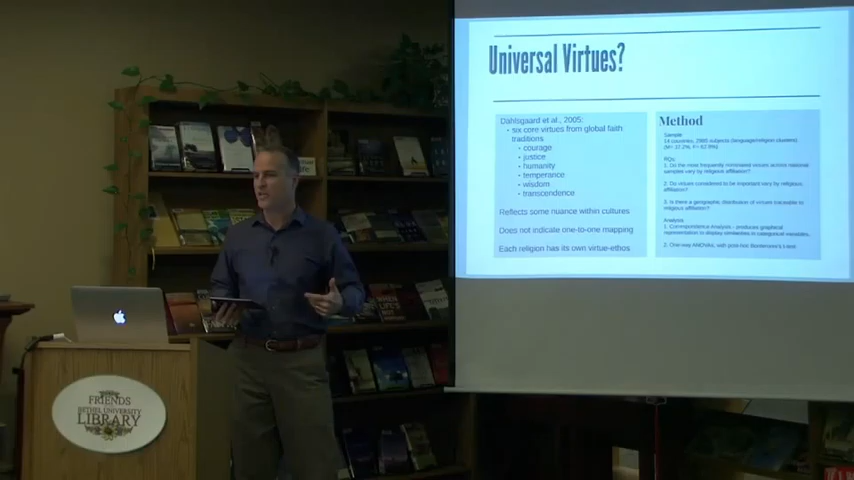 Universal Virtues?
Dahlsgaard et al., 2005:
• six core virtues from global faith
traditions
• courage
• justice
• humanity
• temperance
• wisdom
• transcendence
Reflects some nuance within cultures
Does not indicate one-to-one mapping
Each religion has its own virtue-ethos
Method
Sample
14 countries, 2980 subjects (language/religion clusters)
RQs:
1. Do the most frequently nominated virtues across national
samples vary by religious affiliation?
2. Do virtues considered to be important vary by religious
affiliation?
3. Is there a geographic distribution of virtues traceable to
religious affiliation?
Analysis
1. Correspondence Analysis - produces graphical
representation to display similarities in categorical variables.
2. One-way ANOVAs, with post-hoc Bonferroni's
FRIENDS
BETHEL UNIVERSITY
LIBRARY